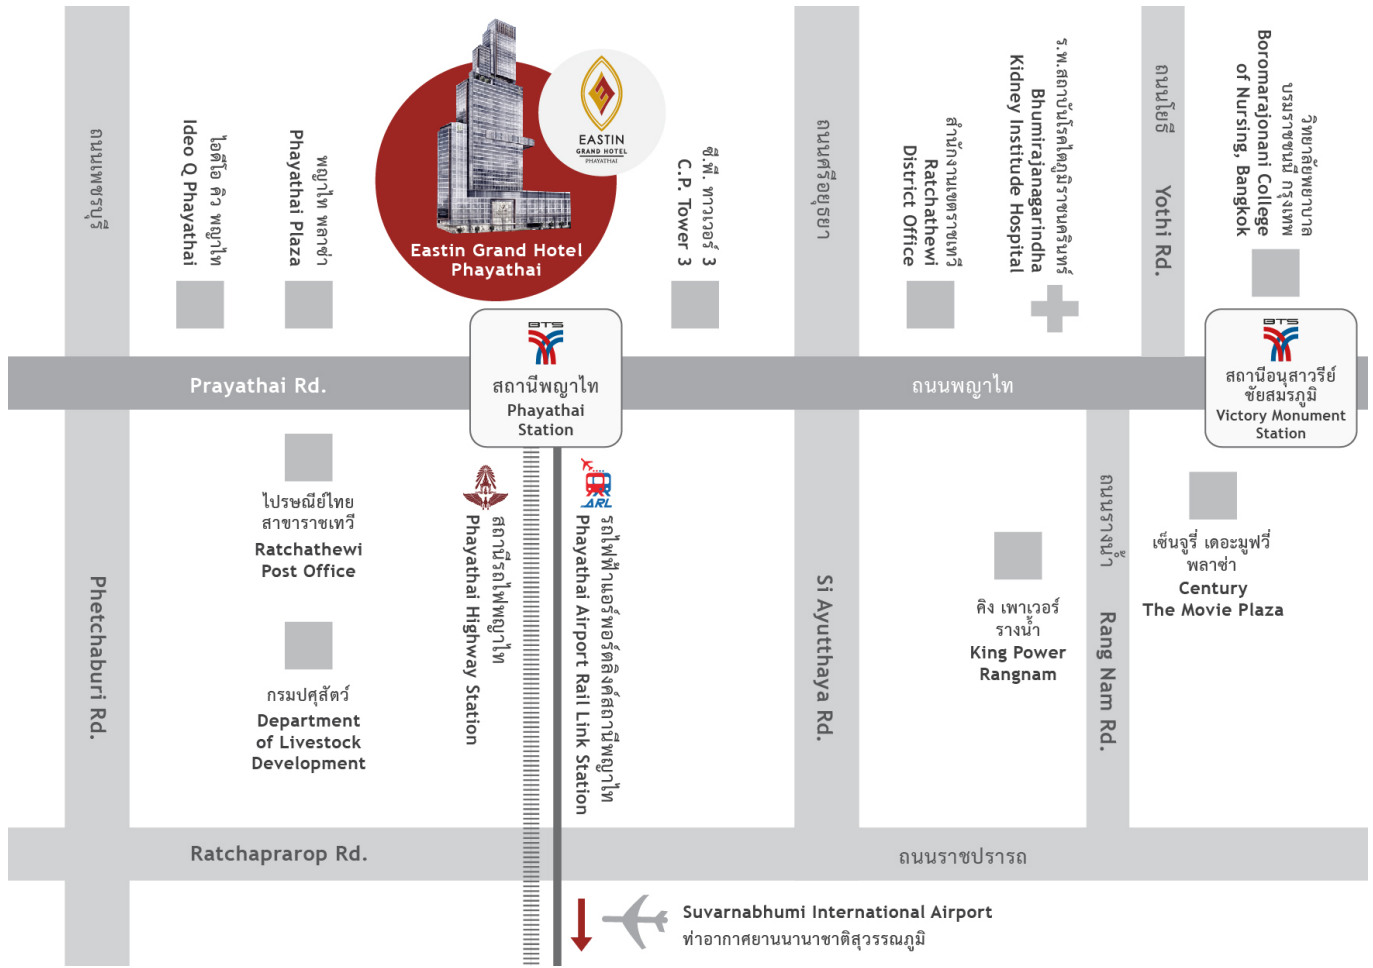 ถนนเพชรบุรี
Phetchaburi Rd.
ไอดีโอ คิว พญาไท
Ideo Q Phayathai
พญาไท พลาซ่า
Phayathai Plaza
EASTIN
GRAND HOTEL
PHAYATHAI
Eastin Grand Hotel
Phayathai
ซี.พี. ทาวเวอร์ 3
C.P. Tower 3
ถนนศรีอยุธยา
Si Ayutthaya Rd.
สำนักงานเขตราชเทวี
Ratchathewi
District Office
ร.พ.สถาบันโรคไตภูมิราชนครินทร์
Bhumirajanagarindha
Kidney Institute Hospital
ถนนโยธี
Yothi Rd.
วิทยาลัยพยาบาล
บรมราชชนนี กรุงเทพ
Boromarajonani College
of Nursing, Bangkok
Prayathai Rd.
BTS
สถานีพญาไท
Phayathai
Station
ถนนพญาไท
BTS
สถานีอนุสาวรีย์
ชัยสมรภูมิ
Victory Monument
Station
ไปรษณีย์ไทย
สาขาราชเทวี
Ratchathewi
Post Office
กรมปศุสัตว์
Department
of Livestock
Development
สถานีรถไฟพญาไท
Phayathai Highway Station
ARL
รถไฟฟ้าแอร์พอร์ตลิงค์สถานีพญาไท
Phayathai Airport Rail Link Station
คิง เพาเวอร์
รางน้ำ
King Power
Rangnam
ถนนรางน้ำ
Rang Nam Rd.
เซ็นจูรี่ เดอะมูฟวี่
พลาซ่า
Century
The Movie Plaza
Ratchaprarop Rd.
ถนนราชปรารถ
Suvarnabhumi International Airport
ท่าอากาศยานนานาชาติสุวรรณภูมิ